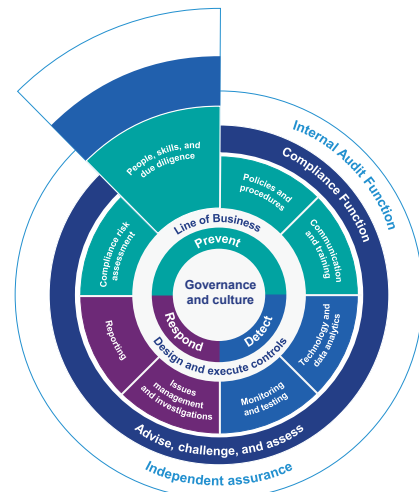 Internal Audit Function
Compliance Function
People, skills, and
due diligence
Policies and
procedures
Communication
and training
Compliance risk
assessment
Line of Business
Prevent
Governance
and culture
Respond
Detect
Design and execute controls
Technology and
data analytics
Reporting
Issues
management
and investigations
Monitoring
and testing
Advise, challenge, and assess
Independent assurance